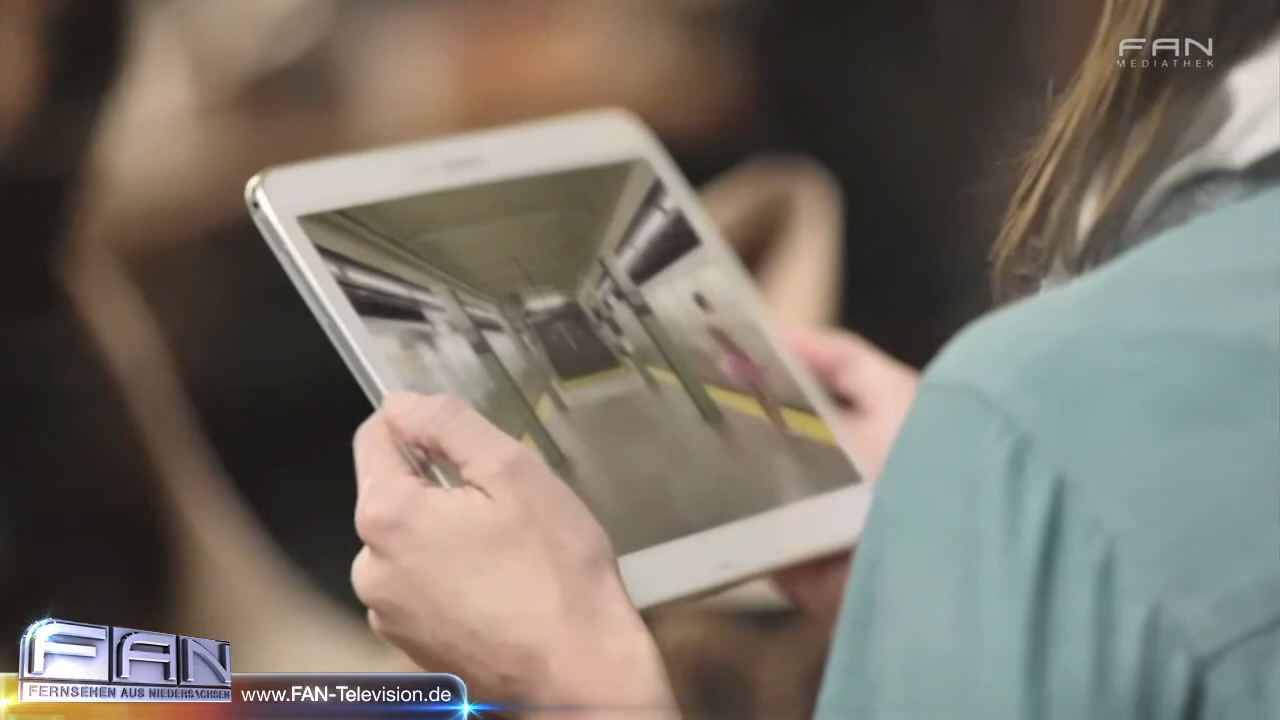 FAN
MEDIATHEK
FAN
FERNSEHEN AUS NIEDERSACHSEN
www.FAN-Television.de